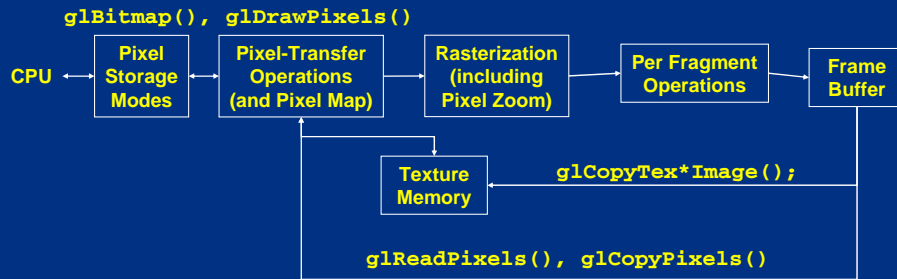 glBitmap(), glDrawPixels()
CPU
Pixel
Storage
Modes
Pixel-Transfer
Operations
(and Pixel Map)
Rasterization
(including
Pixel Zoom)
Per Fragment
Operations
Frame
Buffer
Texture
Memory
glCopyTex*Image();
glReadPixels(), glCopyPixels()